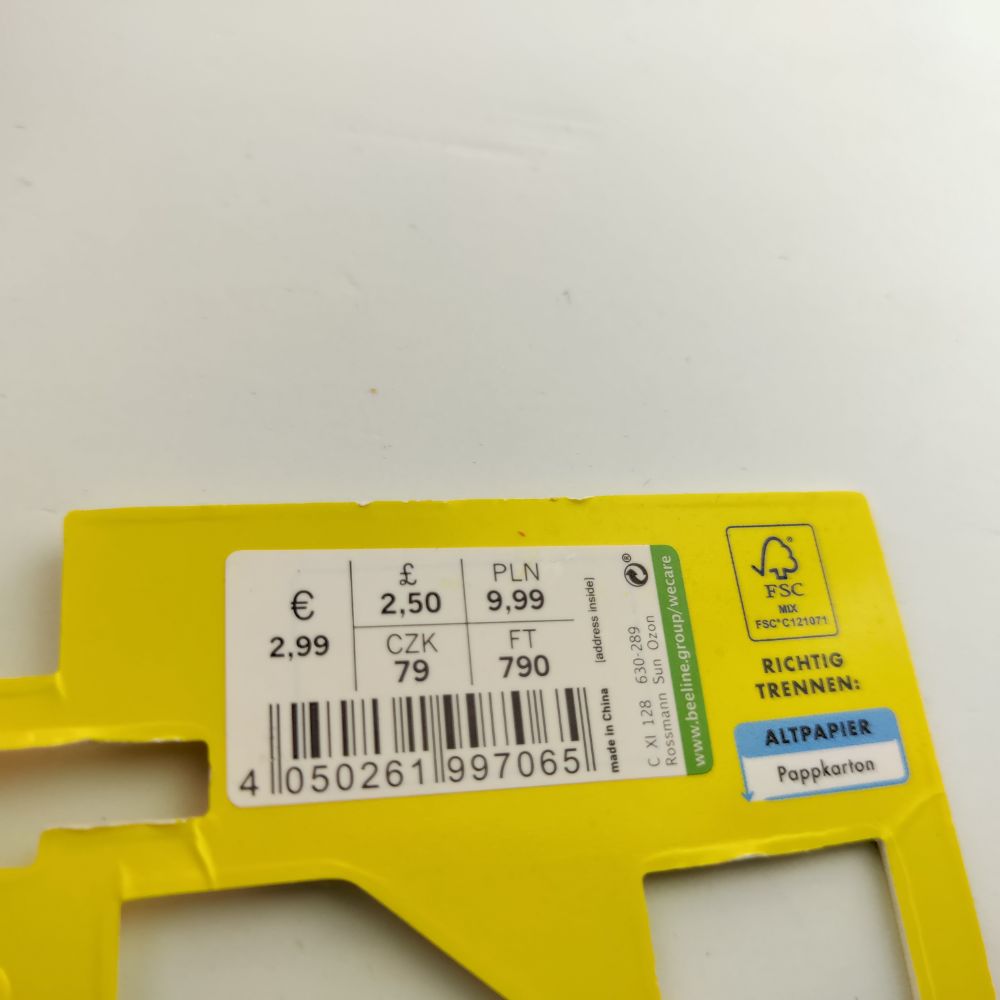 €
2,99
£
2,50
PLN
9,99
CZK
79
FT
790
4 050261 997065
made in China
[address inside]
C XI 128 630-289
Rossmann Sun Ozon
www.beeline.group/wecare
®
FSC
MIX
FSC® C121071
RICHTIG
TRENNEN:
ALTPAPIER
Pappkarton